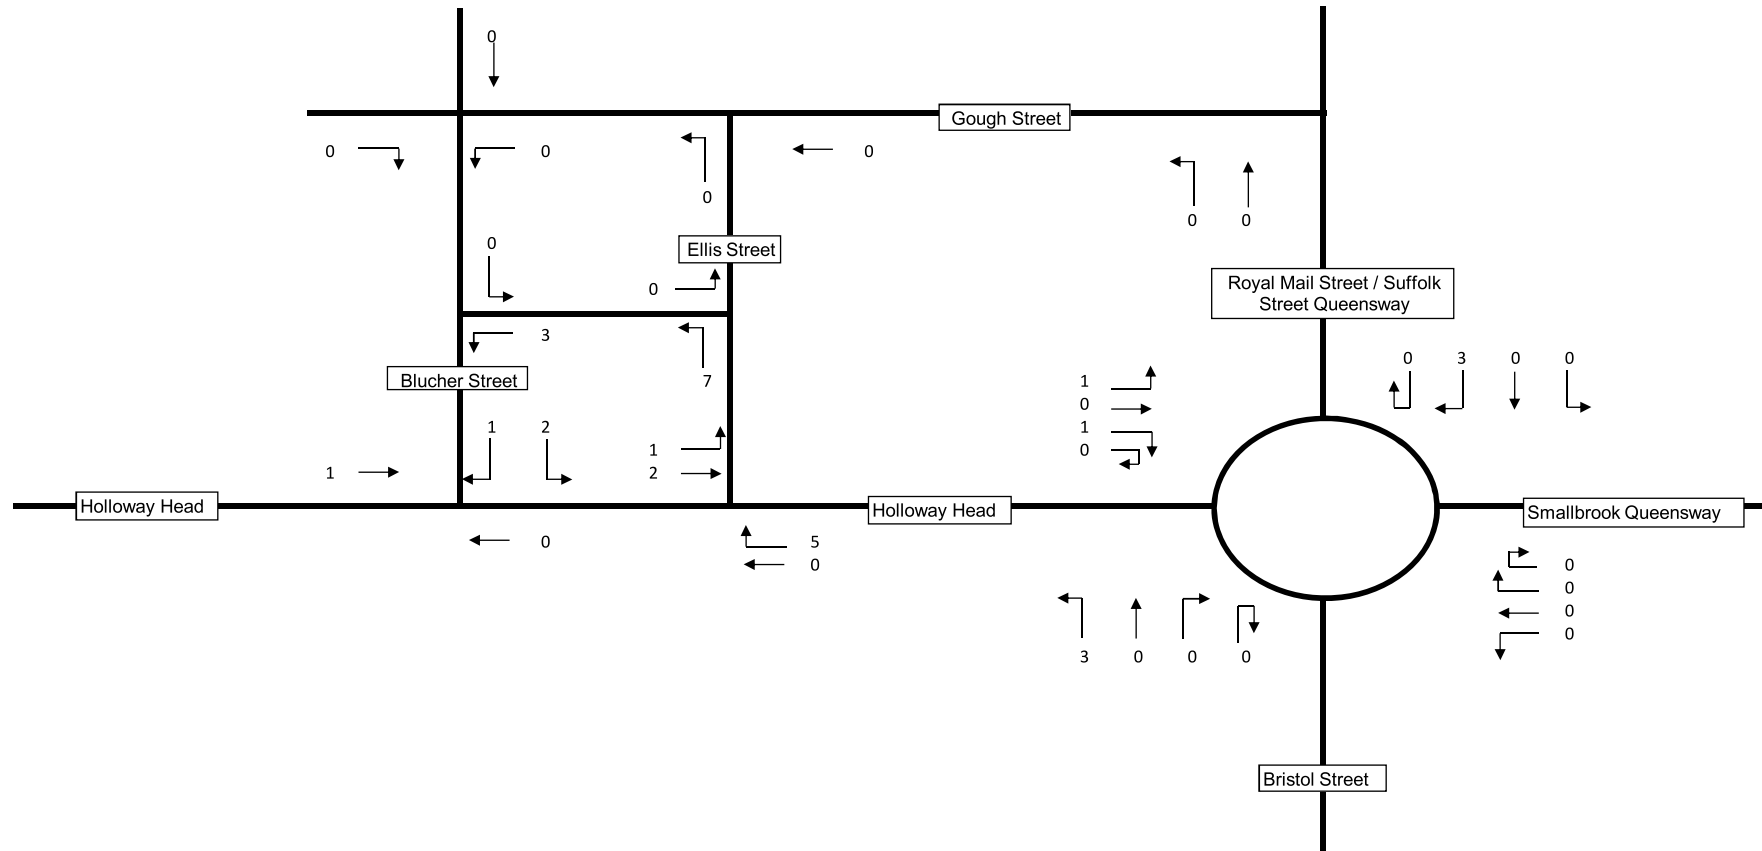 0
Gough Street
0
0
0
0
0
0
0
0
Ellis Street
0
Royal Mail Street / Suffolk
Street Queensway
3
0 3 0 0
Blucher Street
7
1
0
1
0
1 2
1
1
2
Holloway Head
Holloway Head
Smallbrook Queensway
0
5
0
0
0
0
0
3 0 0 0
Bristol Street